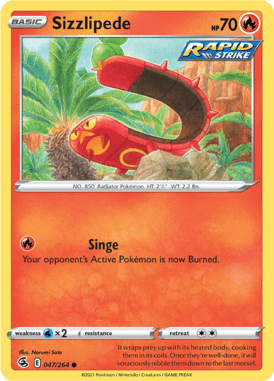 BASIC Sizzlipede HP 70
RAPID
STRIKE
NO. 850 Radiator Pokémon HT: 2'4" WT: 2.2 lbs.
Singe
Your opponent's Active Pokémon is now Burned.
weakness ×2 resistance retreat
Illus. Narumi Sato
F E 047/264 ●
It wraps prey up with its heated body, cooking
them in its coils. Once they're well-done, it will
voraciously nibble them down to the last morsel.
©2021 Pokémon / Nintendo / Creatures / GAME FREAK